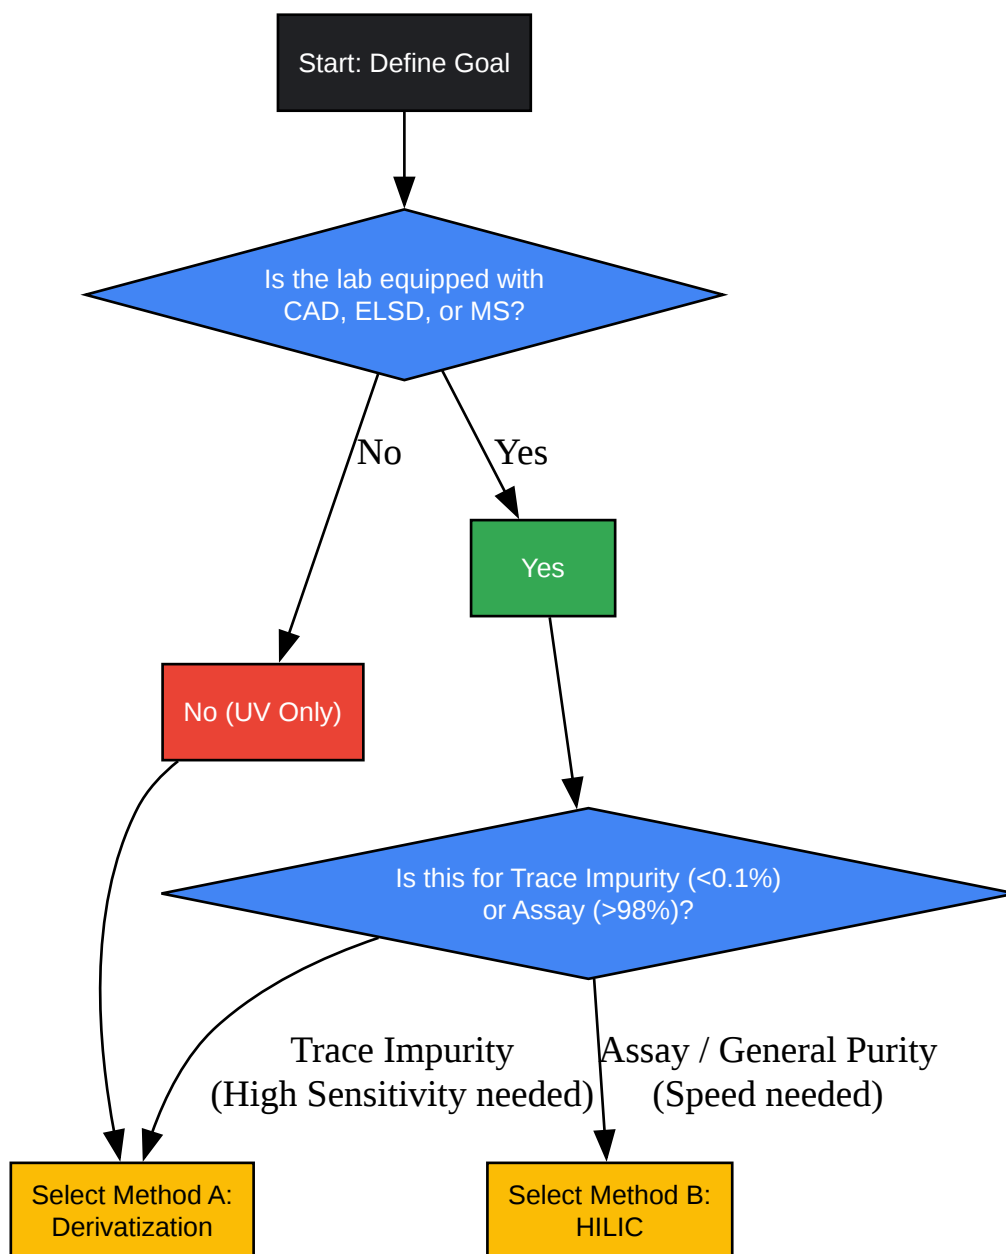 Start: Define Goal
Is the lab equipped with
CAD, ELSD, or MS?
No
Yes
Yes
No (UV Only)
Is this for Trace Impurity (<0.1%)
or Assay (>98%)?
Trace Impurity
(High Sensitivity needed)
Assay / General Purity
(Speed needed)
Select Method A:
Derivatization
Select Method B:
HILIC